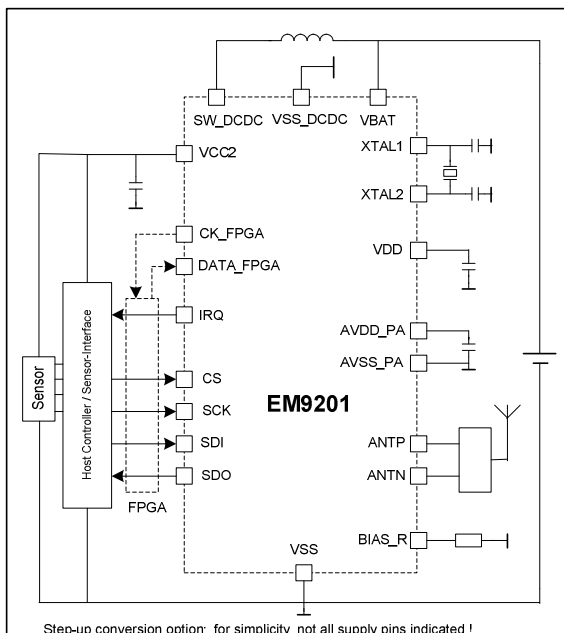 SW_DCDC
VSS_DCDC
VBAT
VCC2
XTAL1
XTAL2
CK_FPGA
DATA_FPGA
VDD
IRQ
AVDD_PA
AVSS_PA
Sensor
Host Controller / Sensor-Interface
CS
SCK
EM9201
SDI
SDO
ANTP
ANTN
FPGA
BIAS_R
VSS
Step-up conversion option: for simplicity not all supply pins indicated !